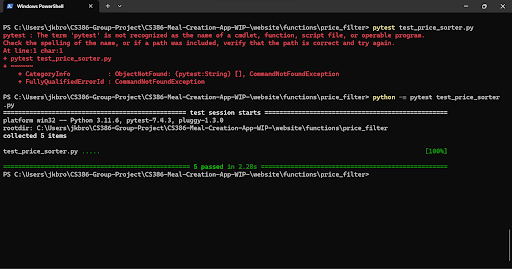 Windows PowerShell
PS C:\Users\jkbro\CS386-Group-Project\CS386-Meal-Creation-App-WIP-\website\functions\price_filter> pytest test_price_sorter.py
pytest : The term 'pytest' is not recognized as the name of a cmdlet, function, script file, or operable program.
Check the spelling of the name, or if a path was included, verify that the path is correct and try again.
At line:1 char:1
+ pytest test_price_sorter.py
+ ~~~~~~
+ CategoryInfo : ObjectNotFound: (pytest:String) [], CommandNotFoundException
+ FullyQualifiedErrorId : CommandNotFoundException
PS C:\Users\jkbro\CS386-Group-Project\CS386-Meal-Creation-App-WIP-\website\functions\price_filter> python -m pytest test_price_sorter
.py
================================================= test session starts =================================================
platform win32 -- Python 3.11.6, pytest-7.4.3, pluggy-1.3.0
rootdir: C:\Users\jkbro\CS386-Group-Project\CS386-Meal-Creation-App-WIP-\website\functions\price_filter
collected 5 items
test_price_sorter.py ..... [100%]
================================================== 5 passed in 2.28s ==================================================
PS C:\Users\jkbro\CS386-Group-Project\CS386-Meal-Creation-App-WIP-\website\functions\price_filter>